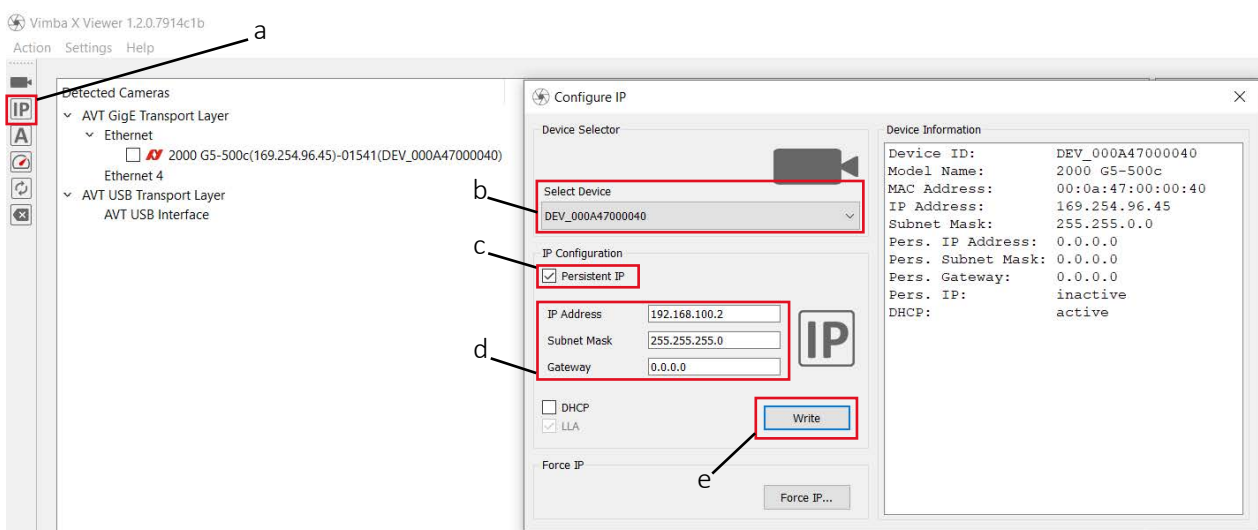 Vimba X Viewer 1.2.0.7914c1b
Action Settings Help
a
IP
A
Detected Cameras
AVT GigE Transport Layer
Ethernet
2000 G5-500c(169.254.96.45)-01541(DEV_000A47000040)
Ethernet 4
AVT USB Transport Layer
AVT USB Interface
Configure IP
Device Selector
b
Select Device
DEV_000A47000040
IP Configuration
c
Persistent IP
d
IP Address 192.168.100.2
Subnet Mask 255.255.255.0
Gateway 0.0.0.0
IP
DHCP
LLA
Write
e
Force IP
Force IP...
Device Information
Device ID: DEV_000A47000040
Model Name: 2000 G5-500c
MAC Address: 00:0a:47:00:00:40
IP Address: 169.254.96.45
Subnet Mask: 255.255.0.0
Pers. IP Address: 0.0.0.0
Pers. Subnet Mask: 0.0.0.0
Pers. Gateway: 0.0.0.0
Pers. IP: inactive
DHCP: active